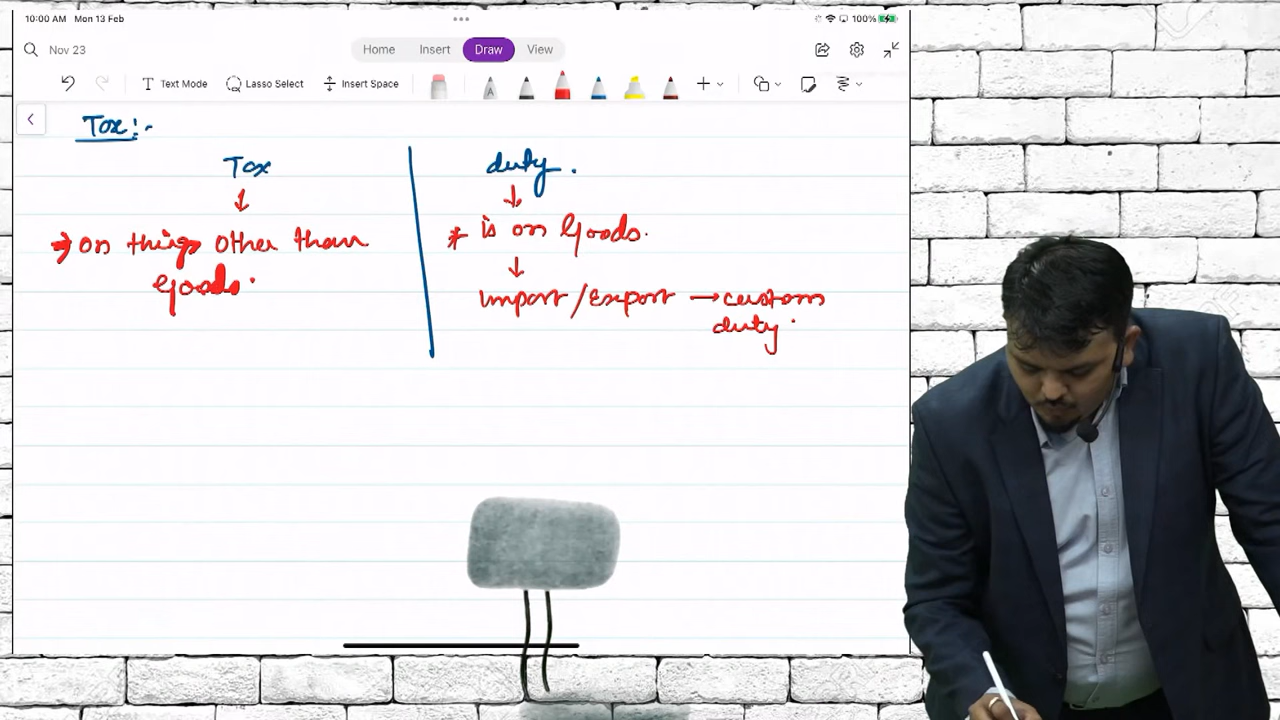 10:00 AM Mon 13 Feb
100%
Nov 23
Home Insert Draw View
Text Mode Lasso Select Insert Space
Tax :-
Tax
→ on things other than
Goods.
duty.
* is on Goods.
Import/Export → customs
duty.